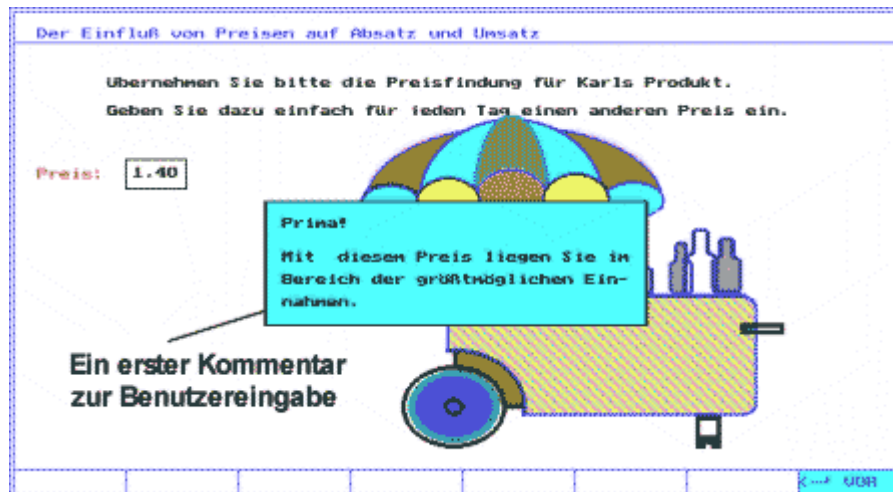 Der Einfluß von Preisen auf Absatz und Umsatz
Übernehmen Sie bitte die Preisfindung für Karls Produkt.
Geben Sie dazu einfach für jeden Tag einen anderen Preis ein.
Preis: 1.40
Prima!
Mit diesem Preis liegen Sie im
Bereich der größtmöglichen Ein-
nahmen.
Ein erster Kommentar
zur Benutzereingabe
<---' VOR